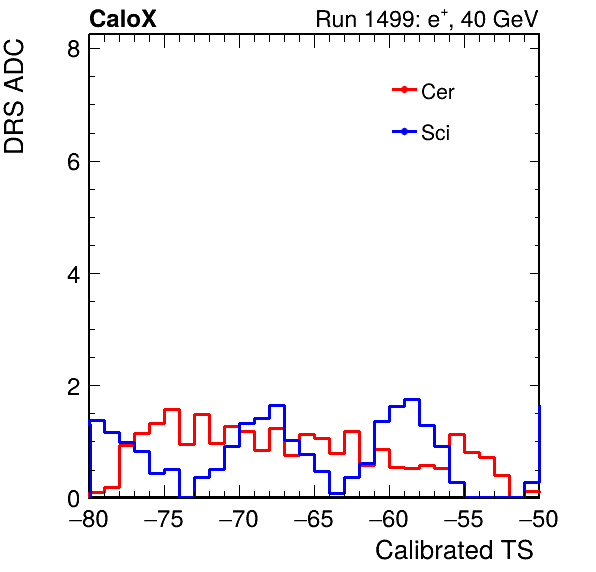 CaloX Run 1499: e⁺, 40 GeV
DRS ADC
8
6
4
2
0
Cer
Sci
−80 −75 −70 −65 −60 −55 −50
Calibrated TS